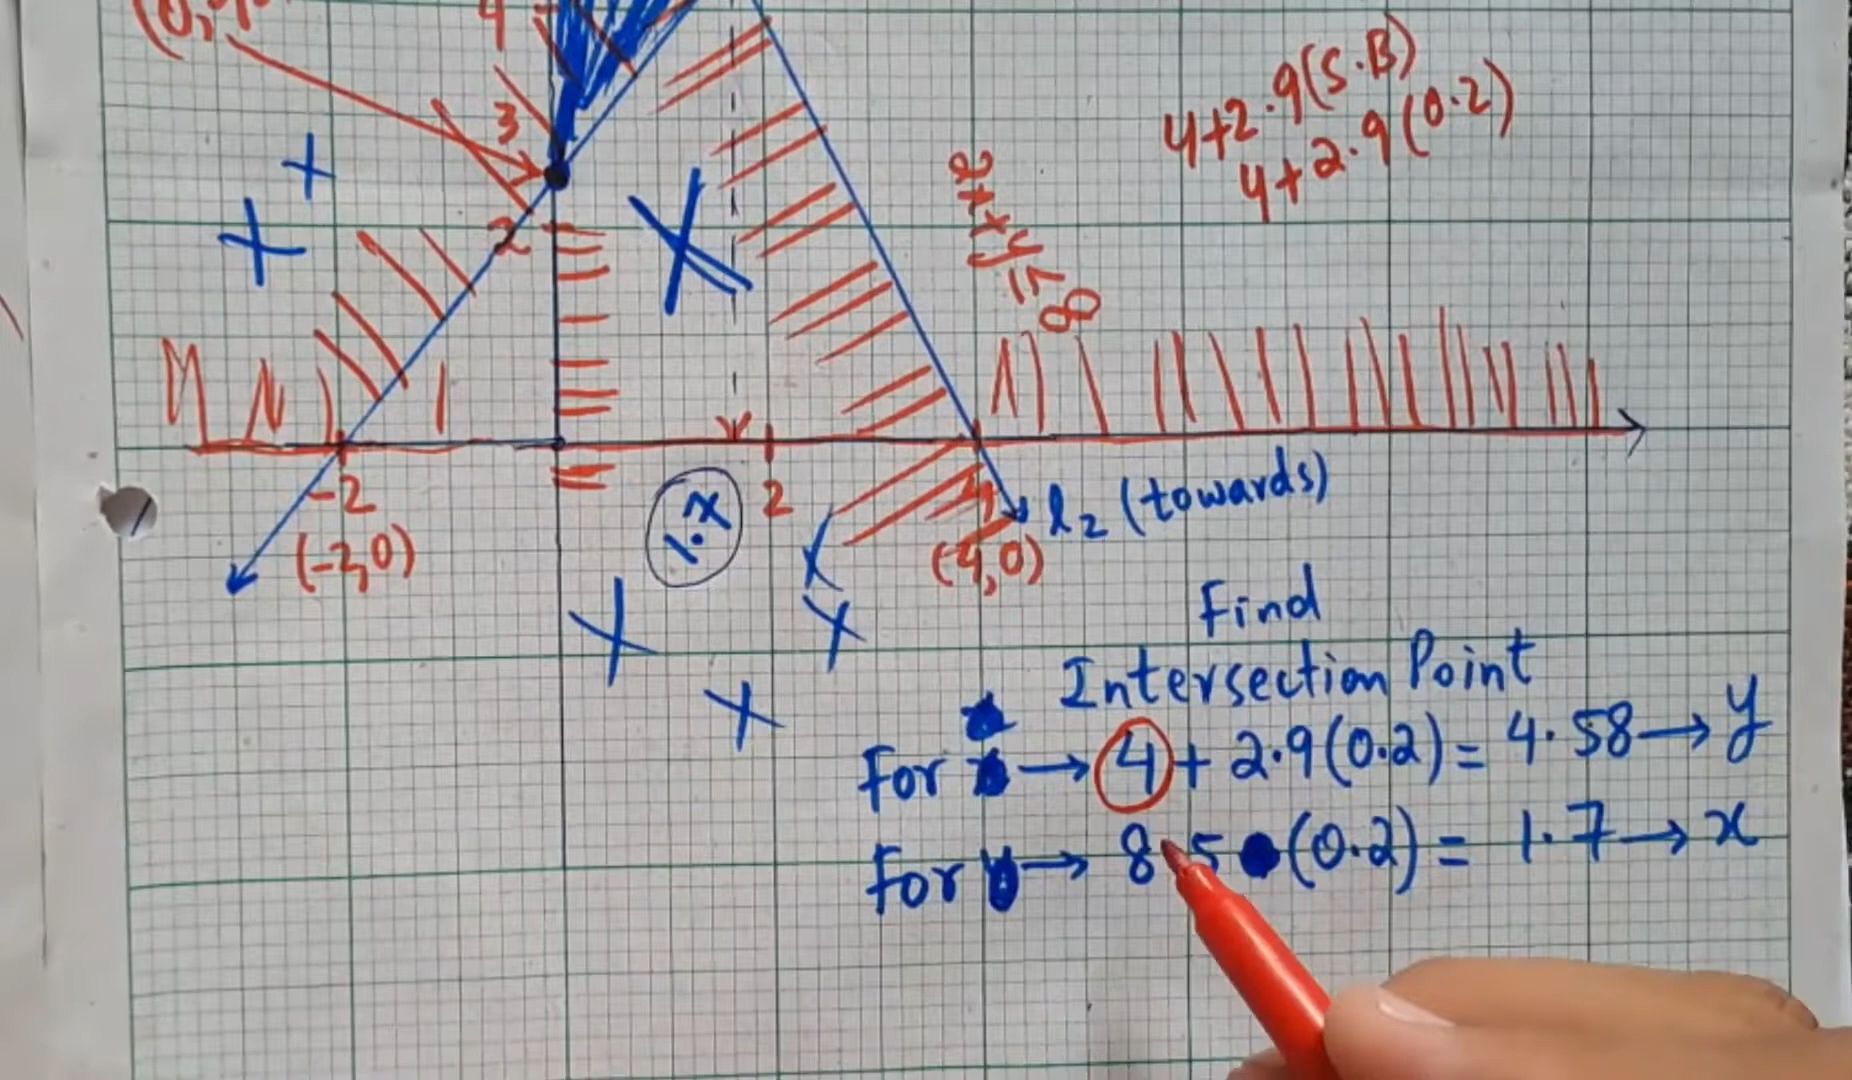 4
3
2
4+2.9(S.B)
4+2.9(0.2)
2x+y≤8
-2
(-2,0)
1.x
2
4
(4,0)
l₂ (towards)
Find
Intersection Point
For → 4+2.9(0.2)=4.58→y
For → 8.5(0.2)=1.7→x